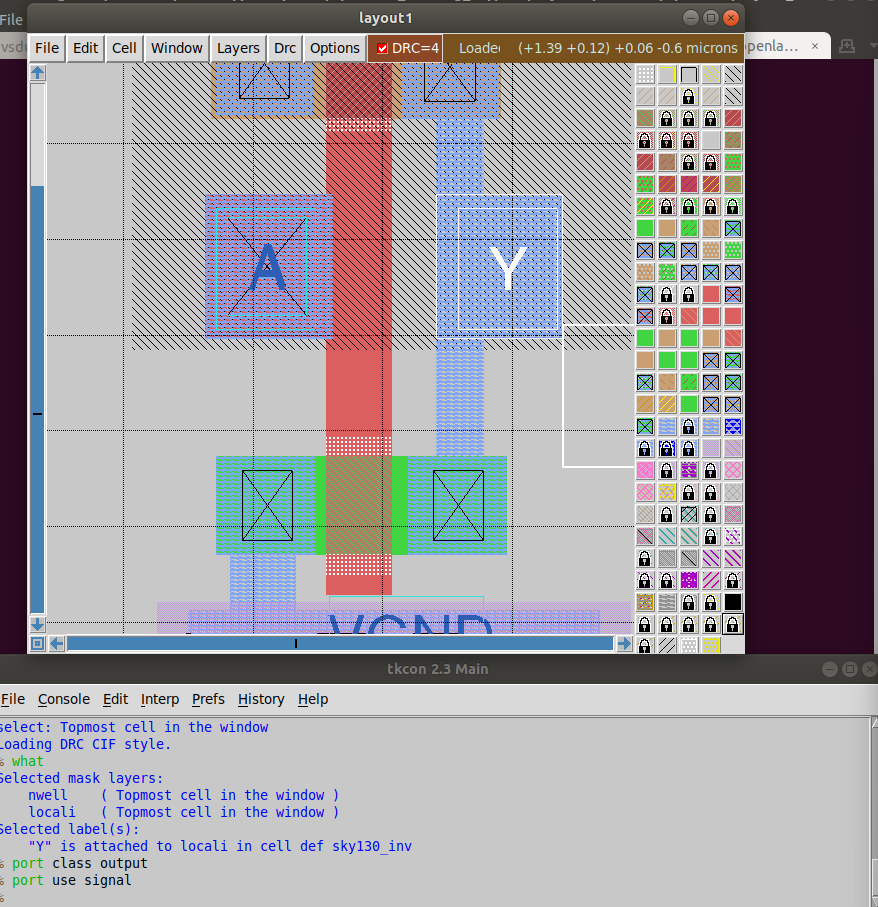 layout1
File
File Edit Cell Window Layers Drc Options DRC=4 Loaded (+1.39 +0.12) +0.06 -0.6 microns
vsdu
openla... ×
A
Y
VGND
tkcon 2.3 Main
File Console Edit Interp Prefs History Help
select: Topmost cell in the window
Loading DRC CIF style.
% what
Selected mask layers:
nwell ( Topmost cell in the window )
locali ( Topmost cell in the window )
Selected label(s):
"Y" is attached to locali in cell def sky130_inv
% port class output
% port use signal
%